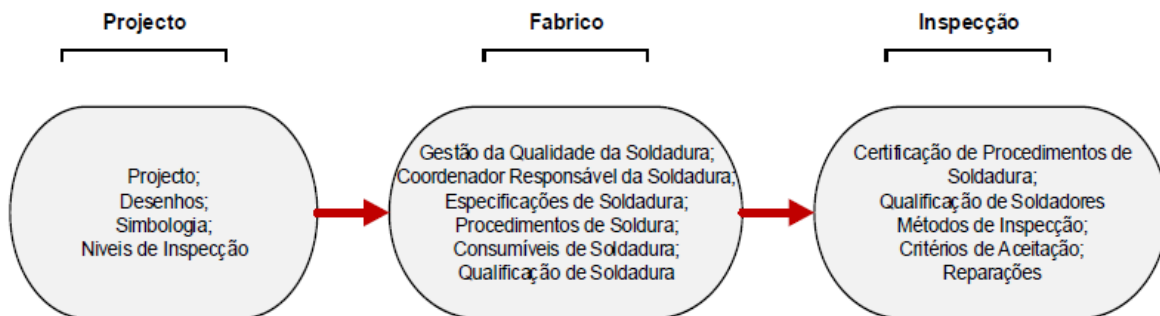 Projecto
Fabrico
Inspecção
Projecto;
Desenhos;
Simbologia;
Niveis de Inspecção
Gestão da Qualidade da Soldadura;
Coordenador Responsável da Soldadura;
Especificações de Soldadura;
Procedimentos de Soldura;
Consumíveis de Soldadura;
Qualificação de Soldadura
Certificação de Procedimentos de
Soldadura;
Qualificação de Soldadores
Métodos de Inspecção;
Critérios de Aceitação;
Reparações